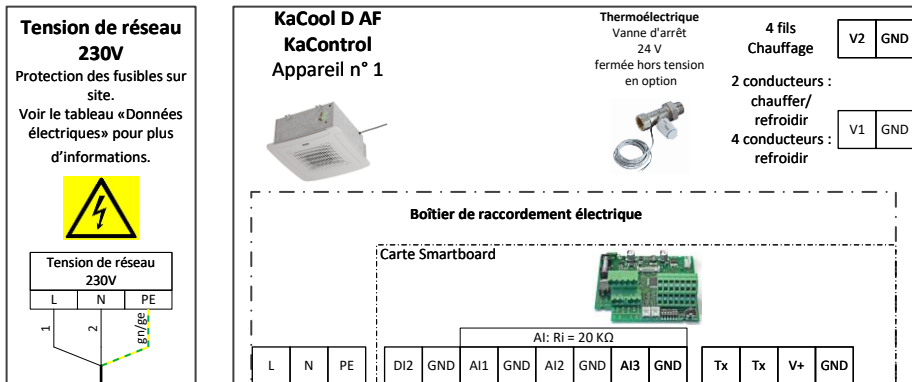 Tension de réseau
230V
Protection des fusibles sur
site.
Voir le tableau «Données
électriques» pour plus
d'informations.
Tension de réseau
230V
L N PE
1 2 gn/ge
KaCool D AF
KaControl
Appareil n° 1
Thermoélectrique
Vanne d'arrêt
24 V
fermée hors tension
en option
4 fils
Chauffage
V2 GND
2 conducteurs :
chauffer/
refroidir
4 conducteurs :
refroidir
V1 GND
Boîtier de raccordement électrique
Carte Smartboard
AI: Ri = 20 KΩ
L N PE DI2 GND AI1 GND AI2 GND AI3 GND Tx Tx V+ GND